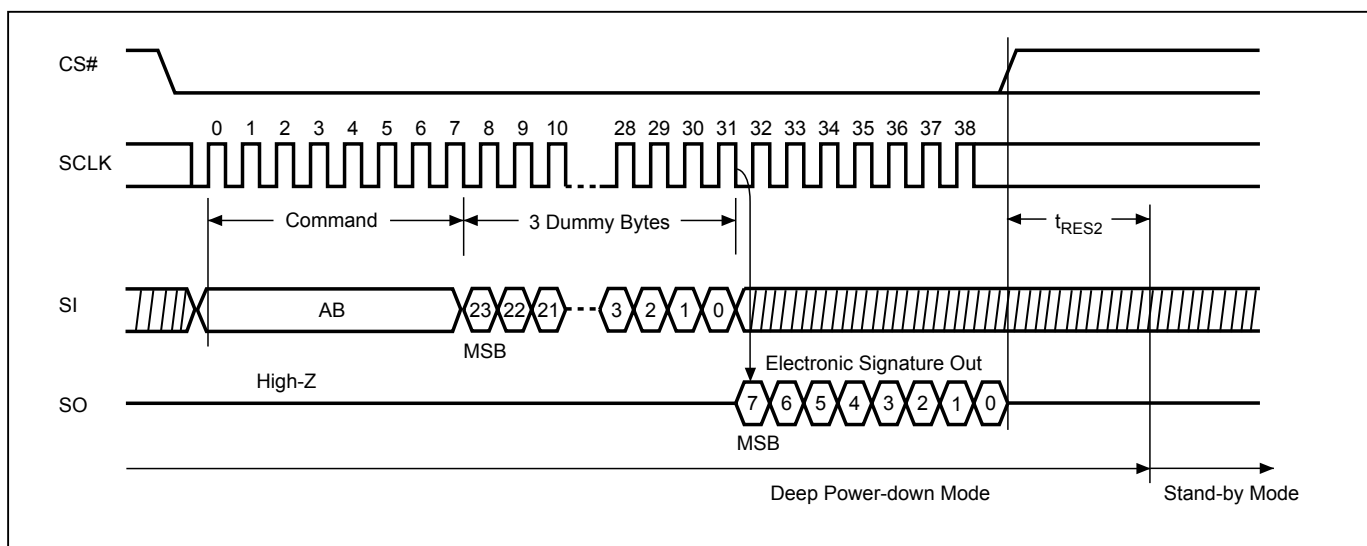 CS#
0 1 2 3 4 5 6 7 8 9 10 28 29 30 31 32 33 34 35 36 37 38
SCLK
Command
3 Dummy Bytes
tRES2
SI
AB
23 22 21 3 2 1 0
MSB
Electronic Signature Out
High-Z
SO
7 6 5 4 3 2 1 0
MSB
Deep Power-down Mode
Stand-by Mode